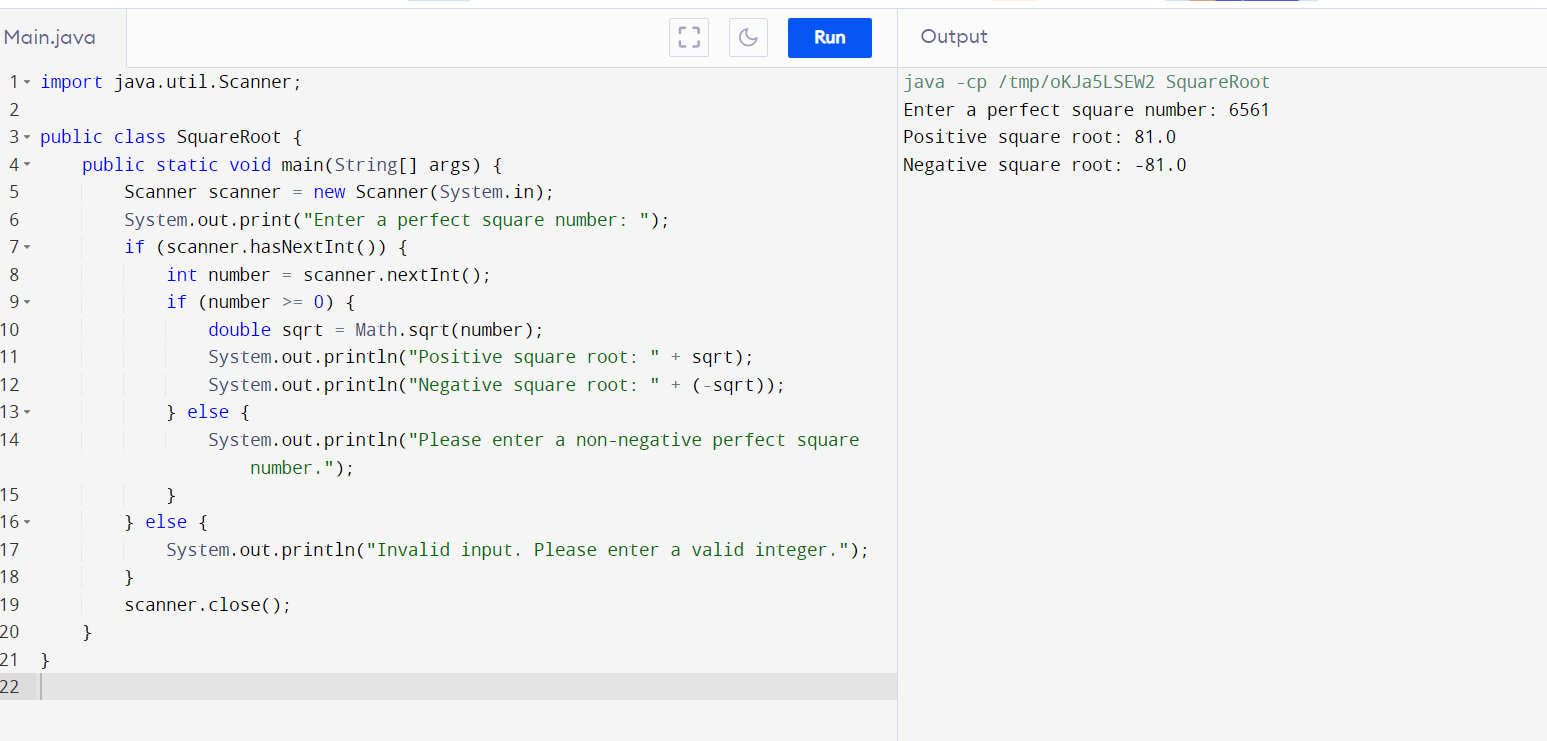 Main.java
Run
Output
1 import java.util.Scanner;
2
3 public class SquareRoot {
4     public static void main(String[] args) {
5         Scanner scanner = new Scanner(System.in);
6         System.out.print("Enter a perfect square number: ");
7         if (scanner.hasNextInt()) {
8             int number = scanner.nextInt();
9             if (number >= 0) {
10                double sqrt = Math.sqrt(number);
11                System.out.println("Positive square root: " + sqrt);
12                System.out.println("Negative square root: " + (-sqrt));
13            } else {
14                System.out.println("Please enter a non-negative perfect square
                    number.");
15            }
16        } else {
17            System.out.println("Invalid input. Please enter a valid integer.");
18        }
19        scanner.close();
20    }
21 }
22
java -cp /tmp/oKJa5LSEW2 SquareRoot
Enter a perfect square number: 6561
Positive square root: 81.0
Negative square root: -81.0